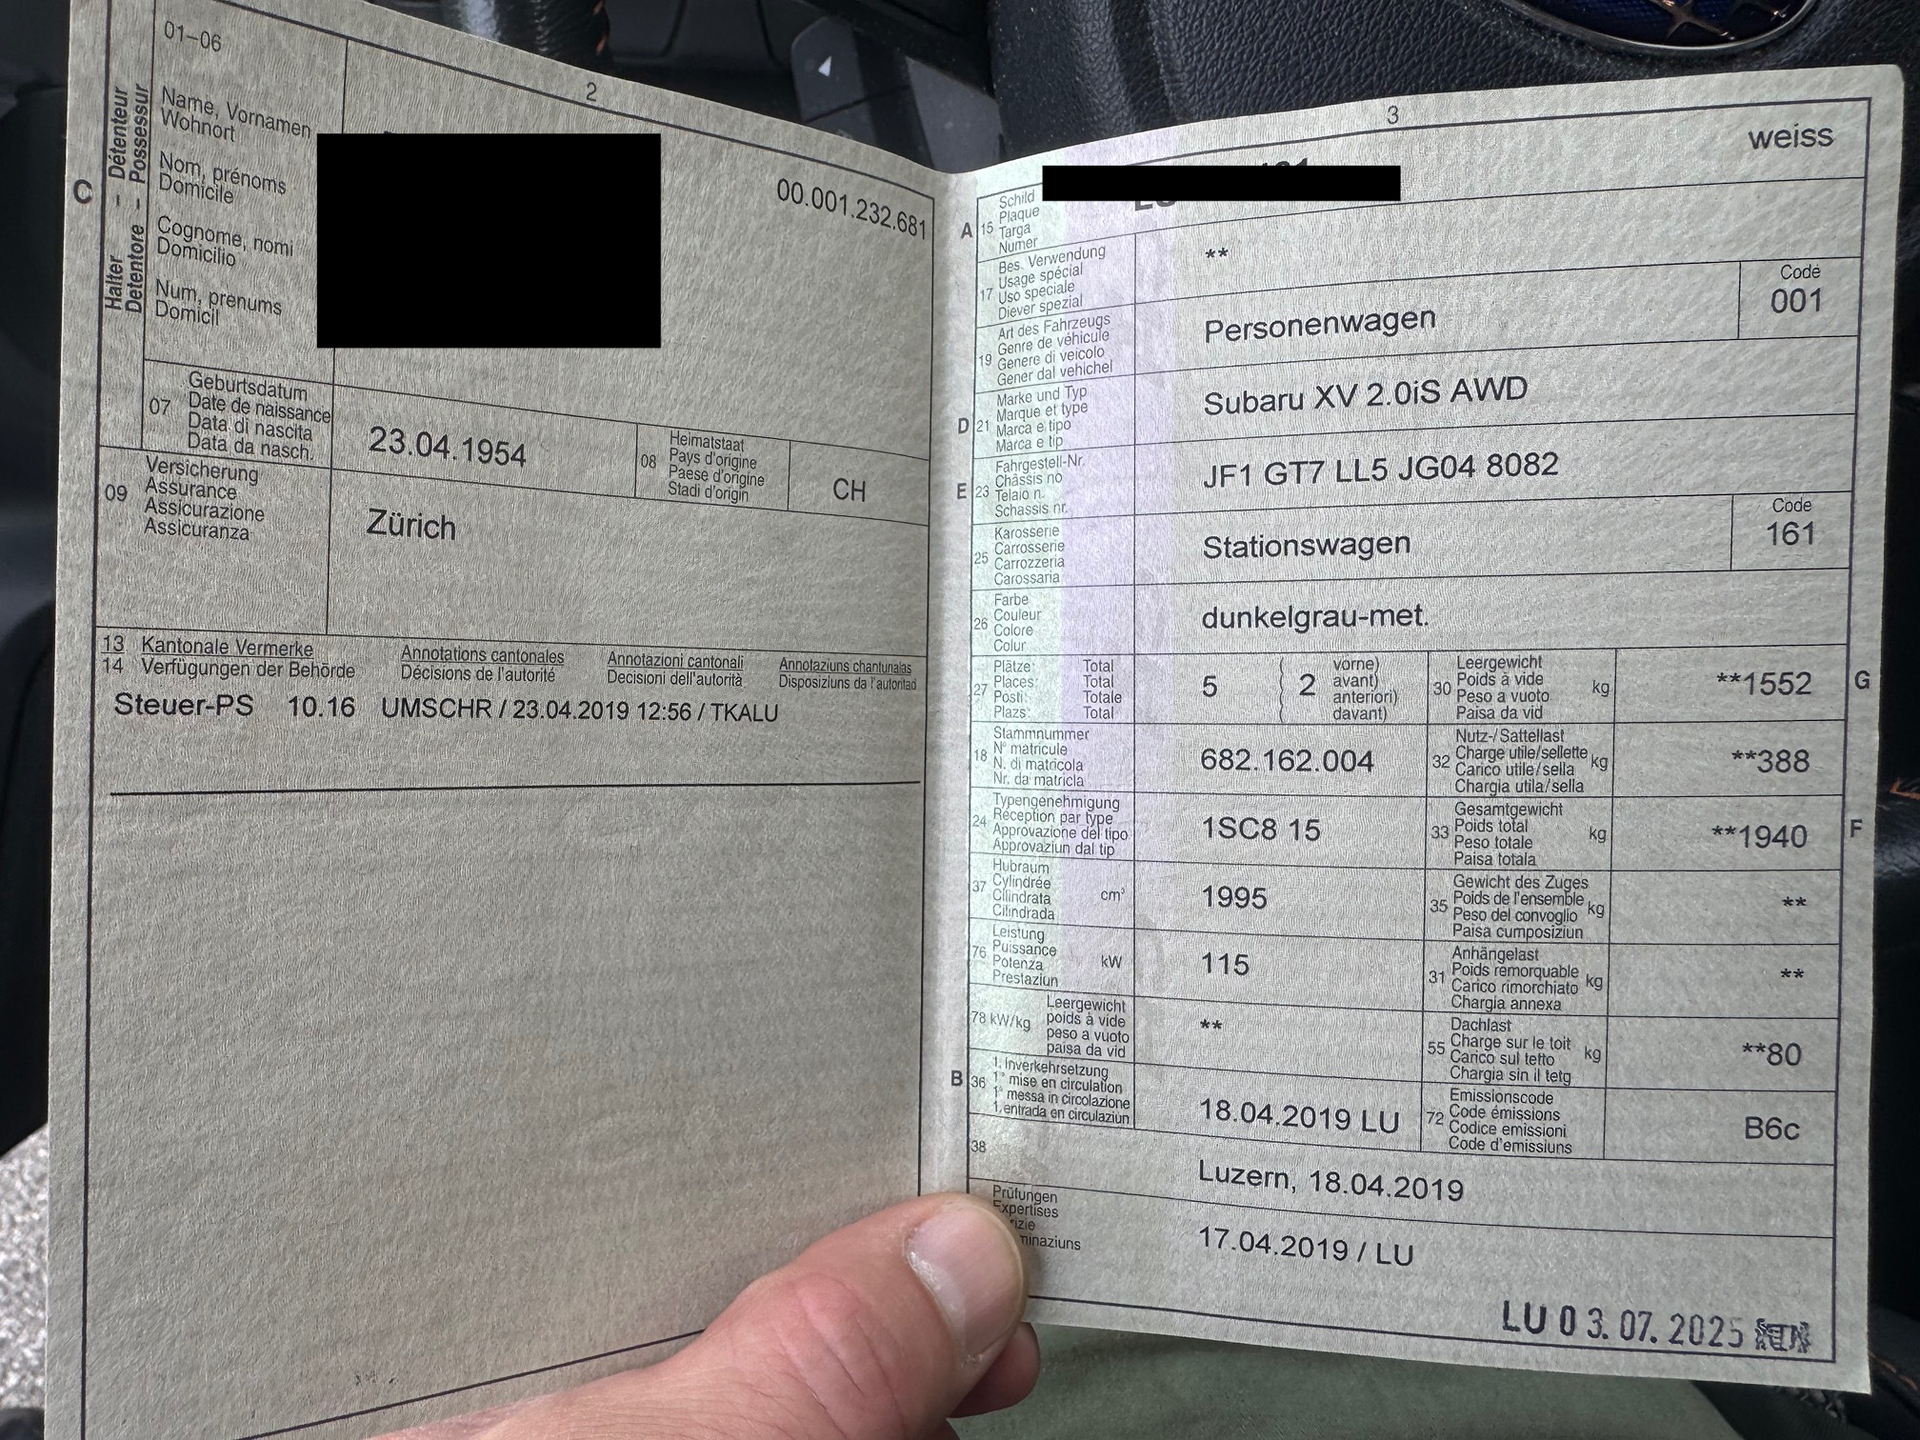 2
01-06
Name, Vornamen
Wohnort
Nom, prénoms
Domicile
Cognome, nomi
Domicilio
Num, prenums
Domicil
C
Halter – Détenteur
Detentore – Possessur
00.001.232.681
07
Geburtsdatum
Date de naissance
Data di nascita
Data da nasch.
23.04.1954
08
Heimatstaat
Pays d'origine
Paese d'origine
Stadi d'origin
CH
09
Versicherung
Assurance
Assicurazione
Assicuranza
Zürich
13 Kantonale Vermerke
14 Verfügungen der Behörde
Annotations cantonales
Décisions de l'autorité
Annotazioni cantonali
Decisioni dell'autorità
Annotaziuns chantunalas
Disposiziuns da l'autoritad
Steuer-PS 10.16 UMSCHR / 23.04.2019 12:56 / TKALU
3
weiss
A 15
Schild
Plaque
Targa
Numer
17
Bes. Verwendung
Usage spécial
Uso speciale
Diever spezial
**
19
Art des Fahrzeugs
Genre de véhicule
Genere di veicolo
Gener dal vehichel
Personenwagen
Code
001
D 21
Marke und Typ
Marque et type
Marca e tipo
Marca e tip
Subaru XV 2.0iS AWD
E 23
Fahrgestell-Nr.
Châssis no
Telaio n.
Schassis nr.
JF1 GT7 LL5 JG04 8082
25
Karosserie
Carrosserie
Carrozzeria
Carossaria
Stationswagen
Code
161
26
Farbe
Couleur
Colore
Colur
dunkelgrau-met.
27
Plätze: Total
Places: Total
Posti: Totale
Plazs: Total
5 ( 2 vorne)
avant)
anteriori)
davant)
30
Leergewicht
Poids à vide
Peso a vuoto
Paisa da vid
kg
**1552
G
18
Stammnummer
N° matricule
N. di matricola
Nr. da matricla
682.162.004
32
Nutz-/Sattellast
Charge utile/sellette
Carico utile/sella
Chargia utila/sella
kg
**388
24
Typengenehmigung
Réception par type
Approvazione del tipo
Approvaziun dal tip
1SC8 15
33
Gesamtgewicht
Poids total
Peso totale
Paisa totala
kg
**1940
F
37
Hubraum
Cylindrée
Cilindrata
Cilindrada
cm³
1995
35
Gewicht des Zuges
Poids de l'ensemble
Peso del convoglio
Paisa cumposiziun
kg
**
76
Leistung
Puissance
Potenza
Prestaziun
kW
115
31
Anhängelast
Poids remorquable
Carico rimorchiato
Chargia annexa
kg
**
78 kW/kg
Leergewicht
poids à vide
peso a vuoto
paisa da vid
**
55
Dachlast
Charge sur le toit
Carico sul tetto
Chargia sin il tetg
kg
**80
B 36
1. Inverkehrsetzung
1° mise en circulation
1° messa in circolazione
1. entrada en circulaziun
18.04.2019 LU
72
Emissionscode
Code émissions
Codice emissioni
Code d'emissiuns
B6c
38
Luzern, 18.04.2019
Prüfungen
Expertises
17.04.2019 / LU
LU 03.07.2025